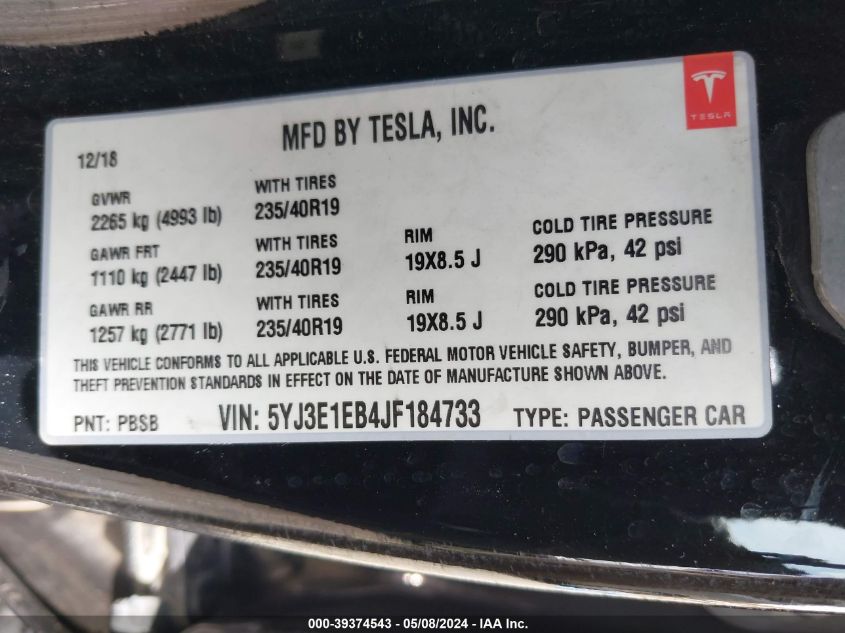 TESLA
MFD BY TESLA, INC.
12/18
GVWR
2265 kg (4993 lb)
WITH TIRES
235/40R19
GAWR FRT
1110 kg (2447 lb)
WITH TIRES
235/40R19
RIM
19X8.5 J
COLD TIRE PRESSURE
290 kPa, 42 psi
GAWR RR
1257 kg (2771 lb)
WITH TIRES
235/40R19
RIM
19X8.5 J
COLD TIRE PRESSURE
290 kPa, 42 psi
THIS VEHICLE CONFORMS TO ALL APPLICABLE U.S. FEDERAL MOTOR VEHICLE SAFETY, BUMPER, AND
THEFT PREVENTION STANDARDS IN EFFECT ON THE DATE OF MANUFACTURE SHOWN ABOVE.
PNT: PBSB VIN: 5YJ3E1EB4JF184733 TYPE: PASSENGER CAR
000-39374543 - 05/08/2024 - IAA Inc.